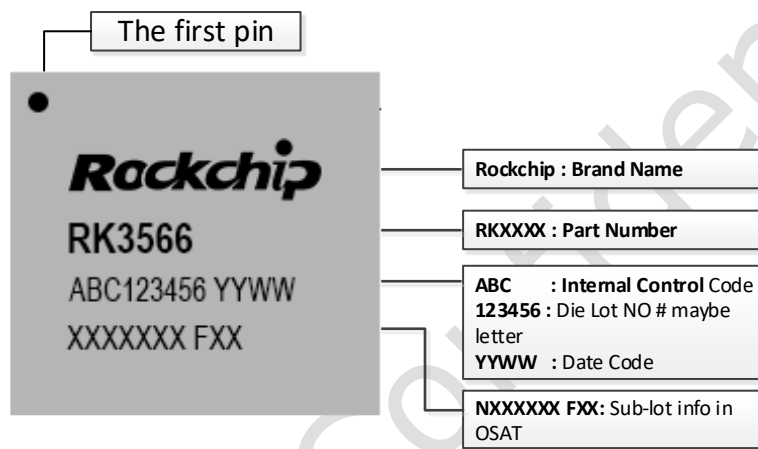 The first pin
Rockchip
RK3566
ABC123456 YYWW
XXXXXXX FXX
Rockchip : Brand Name
RKXXXX : Part Number
ABC : Internal Control Code
123456 : Die Lot NO # maybe
letter
YYWW : Date Code
NXXXXXX FXX: Sub-lot info in
OSAT